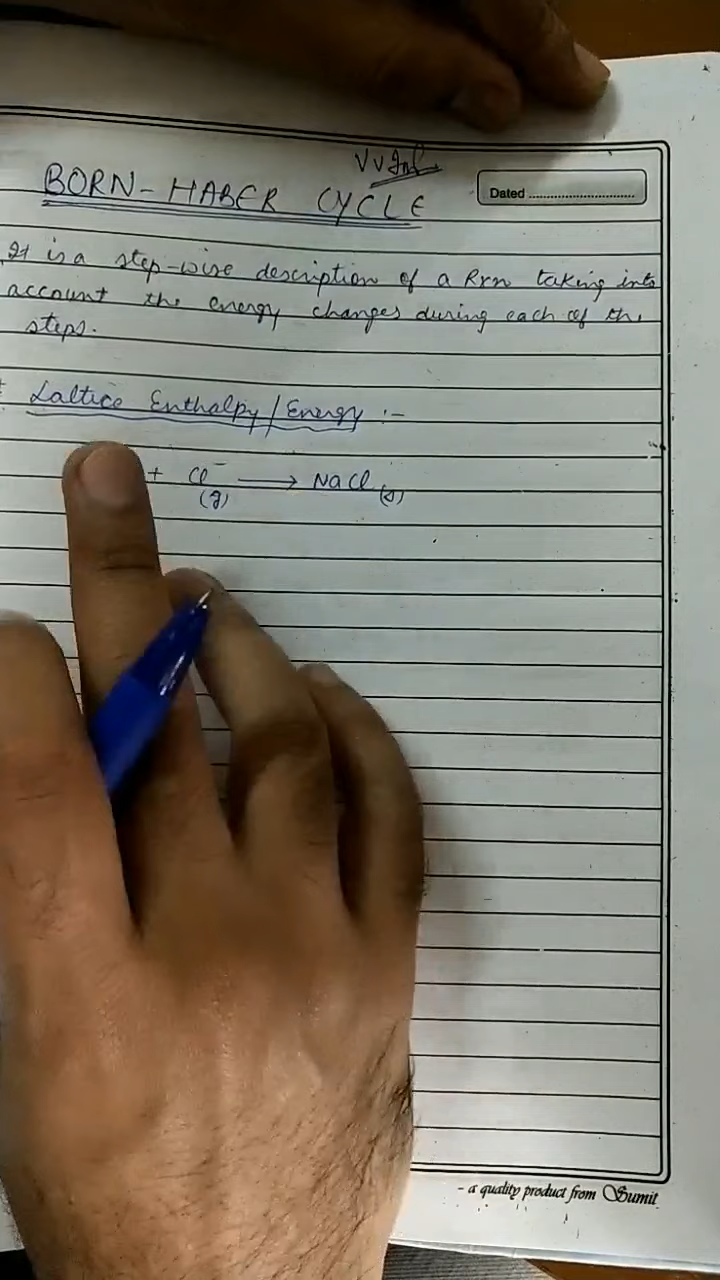 V V Imp.
BORN-HABER CYCLE
Dated
It is a step-wise description of a Rxn taking into
account the energy changes during each of the
steps.
Lattice Enthalpy/Energy :-
+ Cl⁻(g) ⟶ NaCl(s)
- a quality product from Sumit